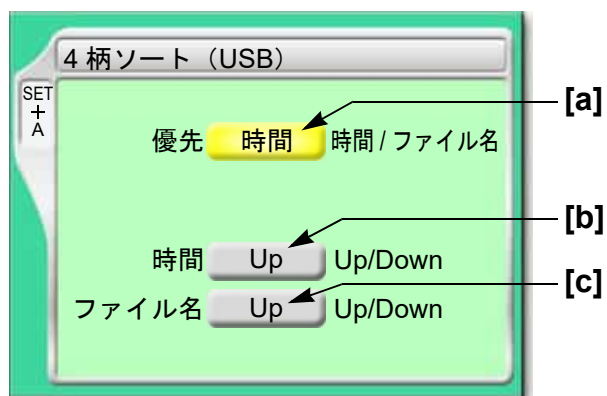 4 柄ソート（USB）
SET
+
A
優先 時間 時間 / ファイル名 [a]
時間 Up Up/Down [b]
ファイル名 Up Up/Down [c]